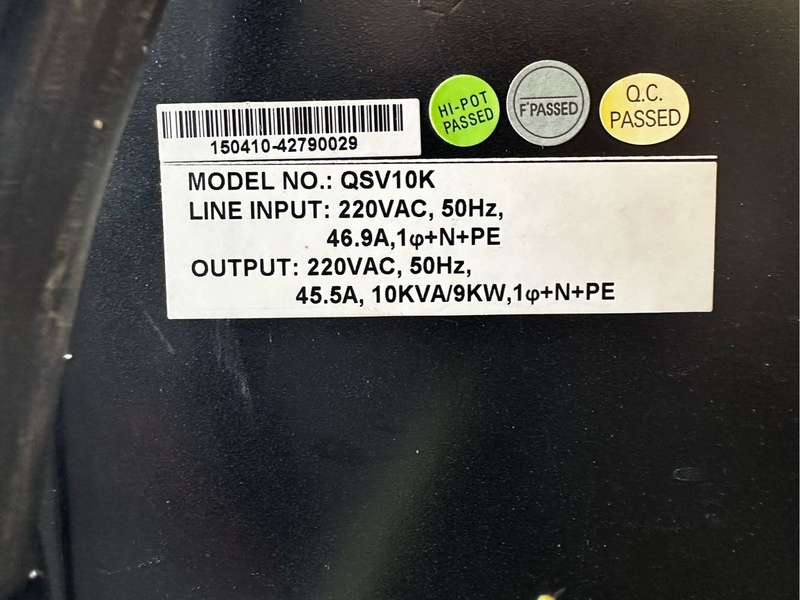 HI-POT
PASSED
F'PASSED
Q.C.
PASSED
150410-42790029
MODEL NO.: QSV10K
LINE INPUT: 220VAC, 50Hz,
46.9A,1φ+N+PE
OUTPUT: 220VAC, 50Hz,
45.5A, 10KVA/9KW,1φ+N+PE